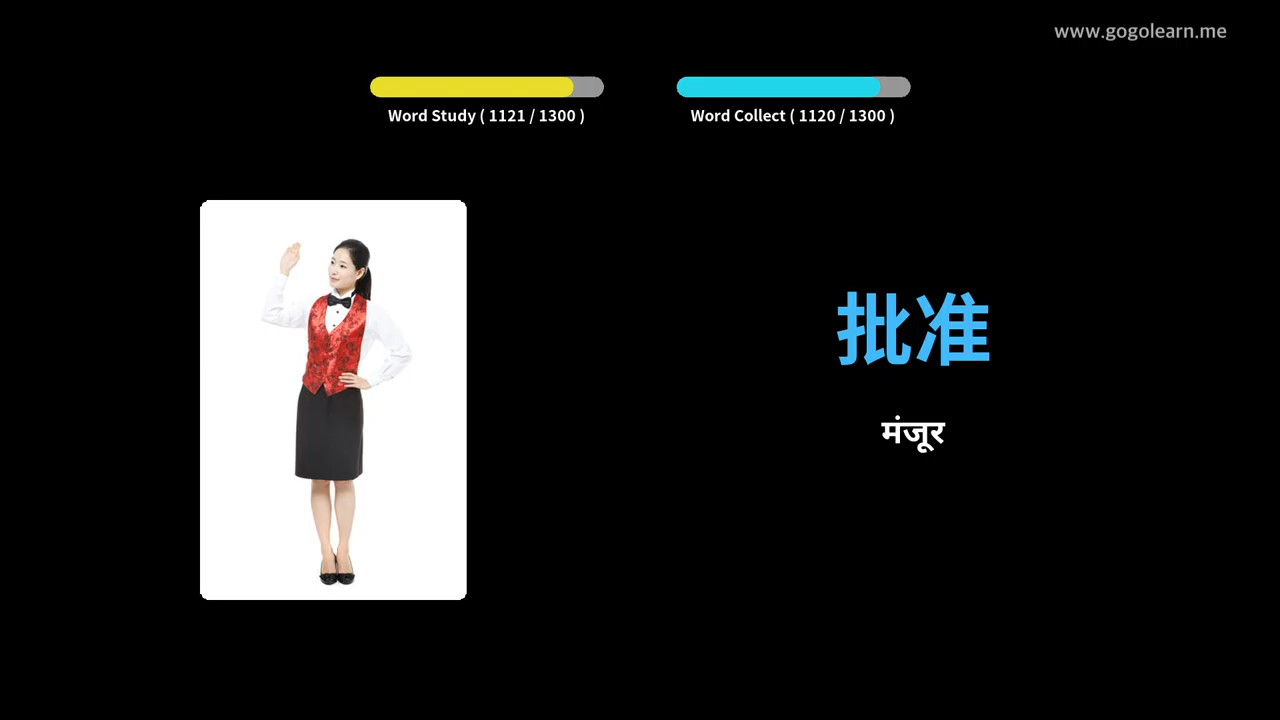 www.gogolearn.me
Word Study ( 1121 / 1300 )
Word Collect ( 1120 / 1300 )
批准
मंजूर